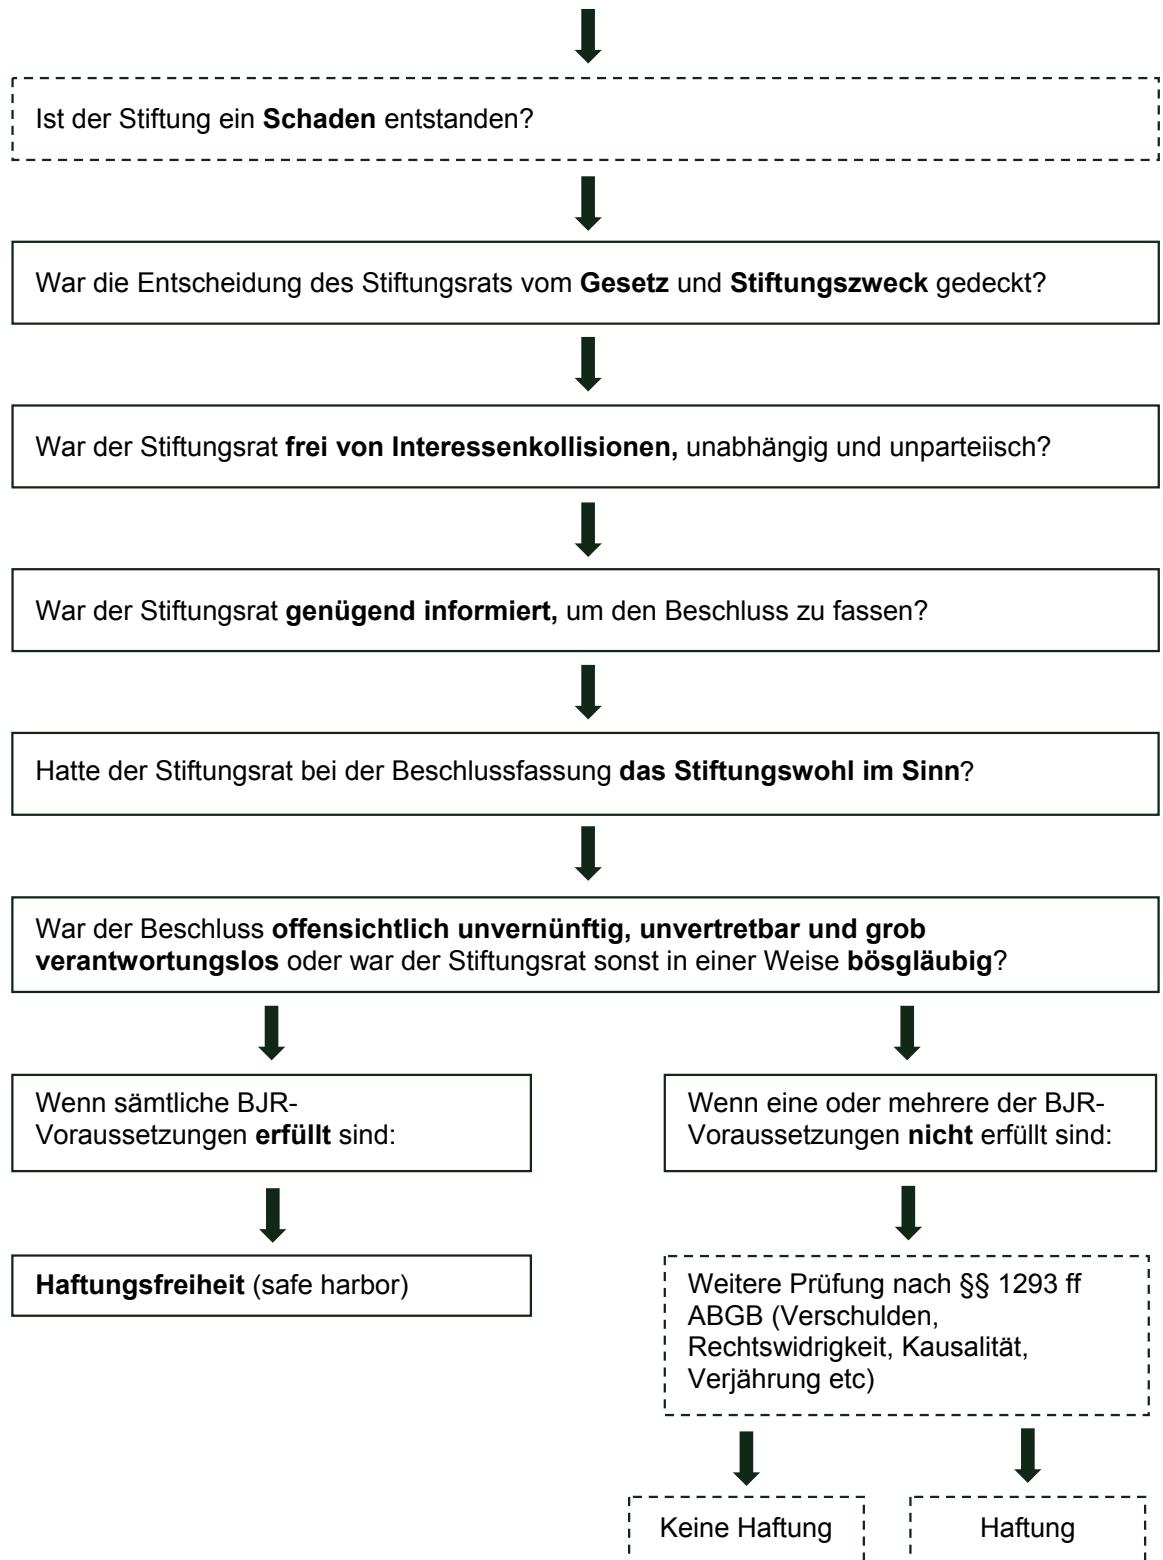 Ist der Stiftung ein Schaden entstanden?
War die Entscheidung des Stiftungsrats vom Gesetz und Stiftungszweck gedeckt?
War der Stiftungsrat frei von Interessenkollisionen, unabhängig und unparteiisch?
War der Stiftungsrat genügend informiert, um den Beschluss zu fassen?
Hatte der Stiftungsrat bei der Beschlussfassung das Stiftungswohl im Sinn?
War der Beschluss offensichtlich unvernünftig, unvertretbar und grob
verantwortungslos oder war der Stiftungsrat sonst in einer Weise bösgläubig?
Wenn sämtliche BJR-
Voraussetzungen erfüllt sind:
Wenn eine oder mehrere der BJR-
Voraussetzungen nicht erfüllt sind:
Haftungsfreiheit (safe harbor)
Weitere Prüfung nach §§ 1293 ff
ABGB (Verschulden,
Rechtswidrigkeit, Kausalität,
Verjährung etc)
Keine Haftung
Haftung